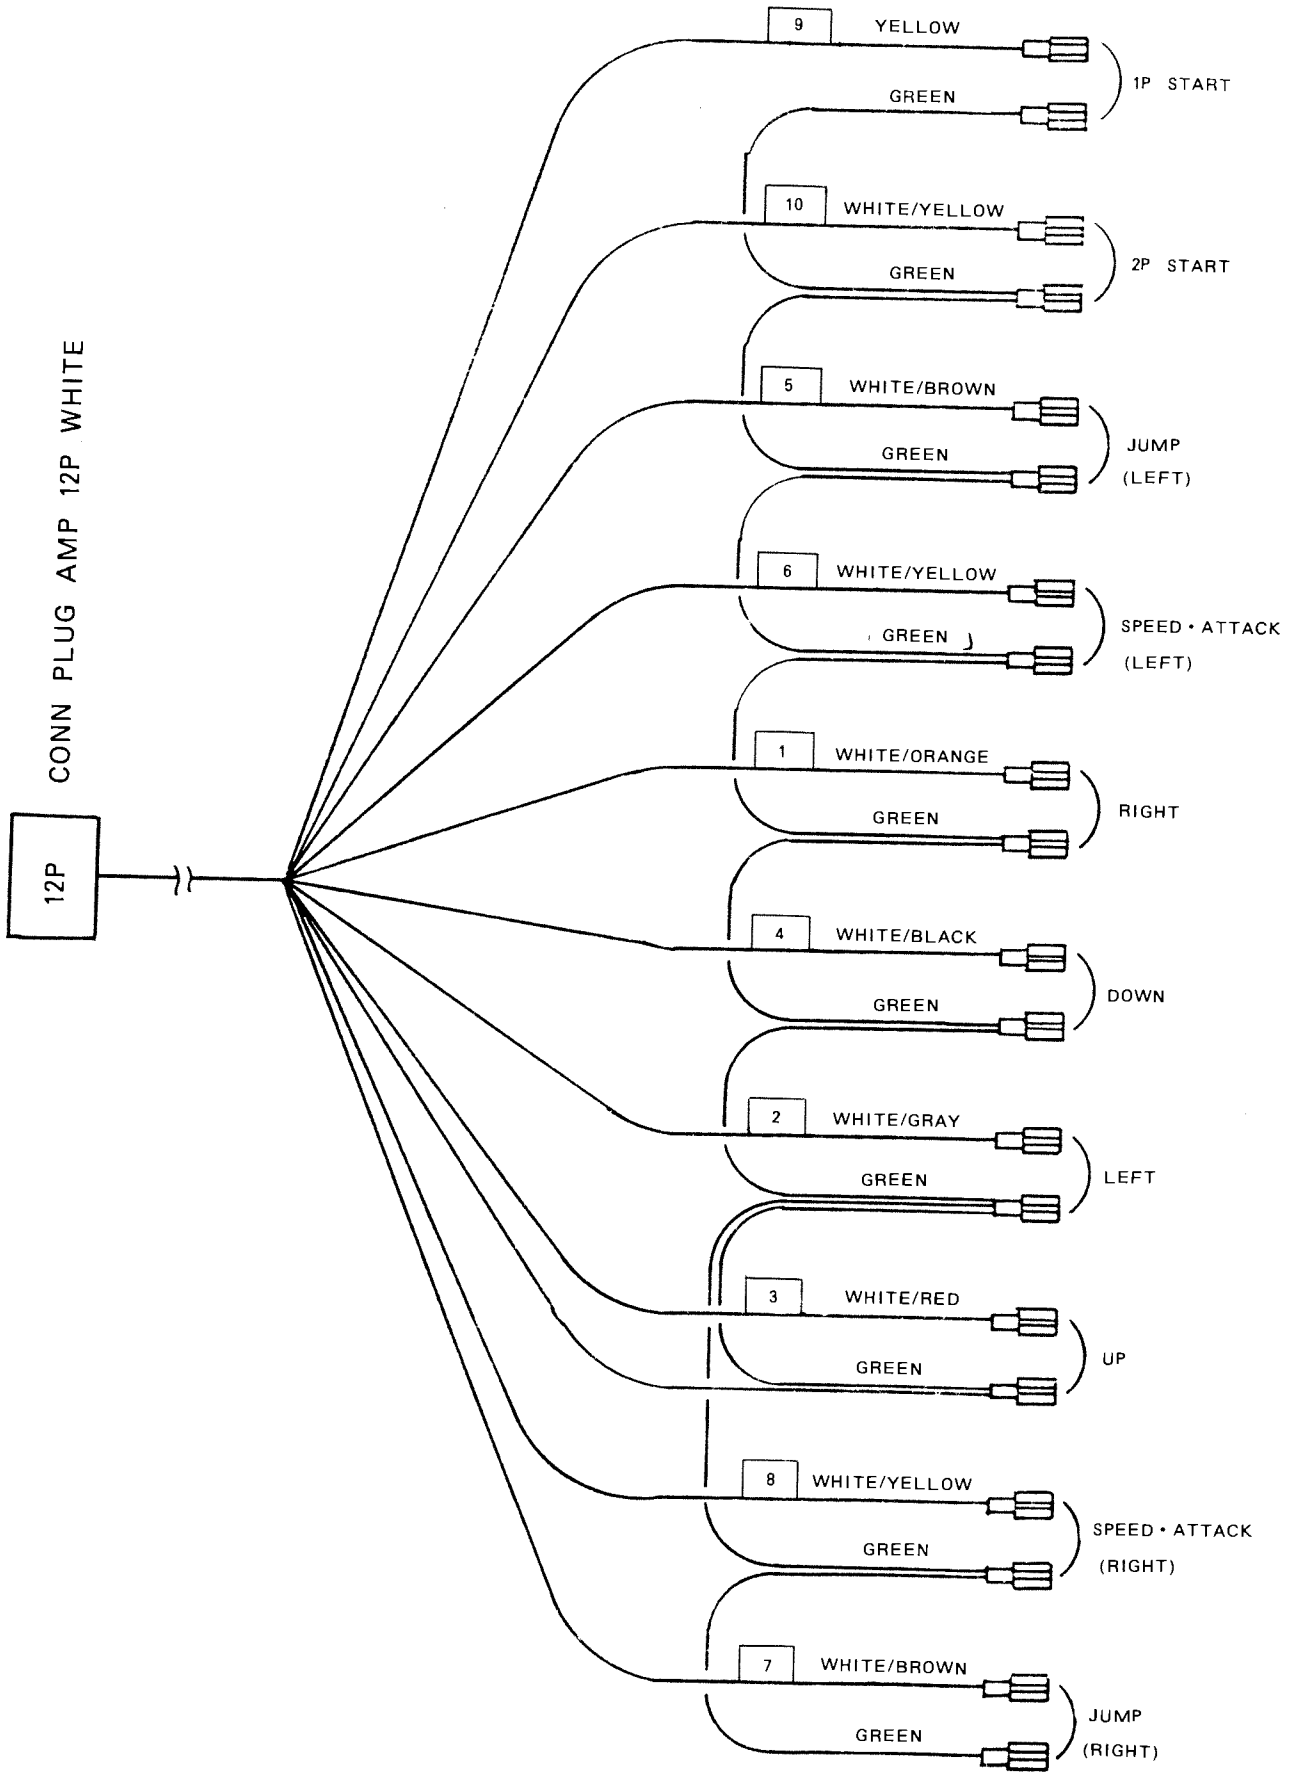 CONN PLUG AMP 12P WHITE
12P
9 YELLOW
GREEN
1P START
10 WHITE/YELLOW
GREEN
2P START
5 WHITE/BROWN
GREEN
JUMP
(LEFT)
6 WHITE/YELLOW
GREEN
SPEED・ATTACK
(LEFT)
1 WHITE/ORANGE
GREEN
RIGHT
4 WHITE/BLACK
GREEN
DOWN
2 WHITE/GRAY
GREEN
LEFT
3 WHITE/RED
GREEN
UP
8 WHITE/YELLOW
GREEN
SPEED・ATTACK
(RIGHT)
7 WHITE/BROWN
GREEN
JUMP
(RIGHT)